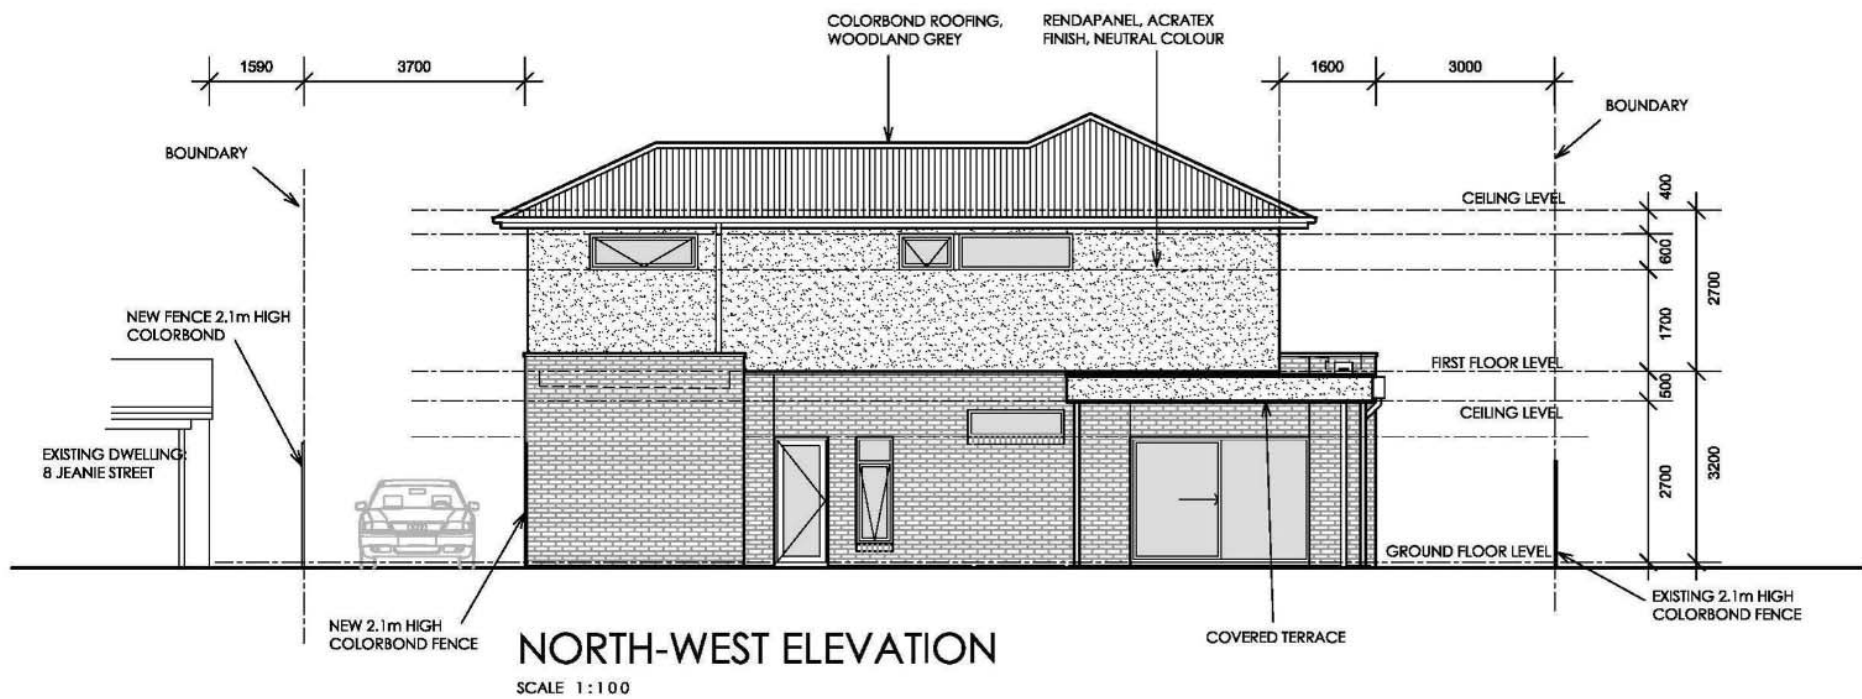 COLORBOND ROOFING,
WOODLAND GREY
RENDAPANEL, ACRATEX
FINISH, NEUTRAL COLOUR
1590
3700
1600
3000
BOUNDARY
BOUNDARY
CEILING LEVEL
400
600
2700
1700
NEW FENCE 2.1m HIGH
COLORBOND
FIRST FLOOR LEVEL
500
CEILING LEVEL
EXISTING DWELLING:
8 JEANIE STREET
2700
3200
GROUND FLOOR LEVEL
NEW 2.1m HIGH
COLORBOND FENCE
COVERED TERRACE
EXISTING 2.1m HIGH
COLORBOND FENCE
NORTH-WEST ELEVATION
SCALE 1:100